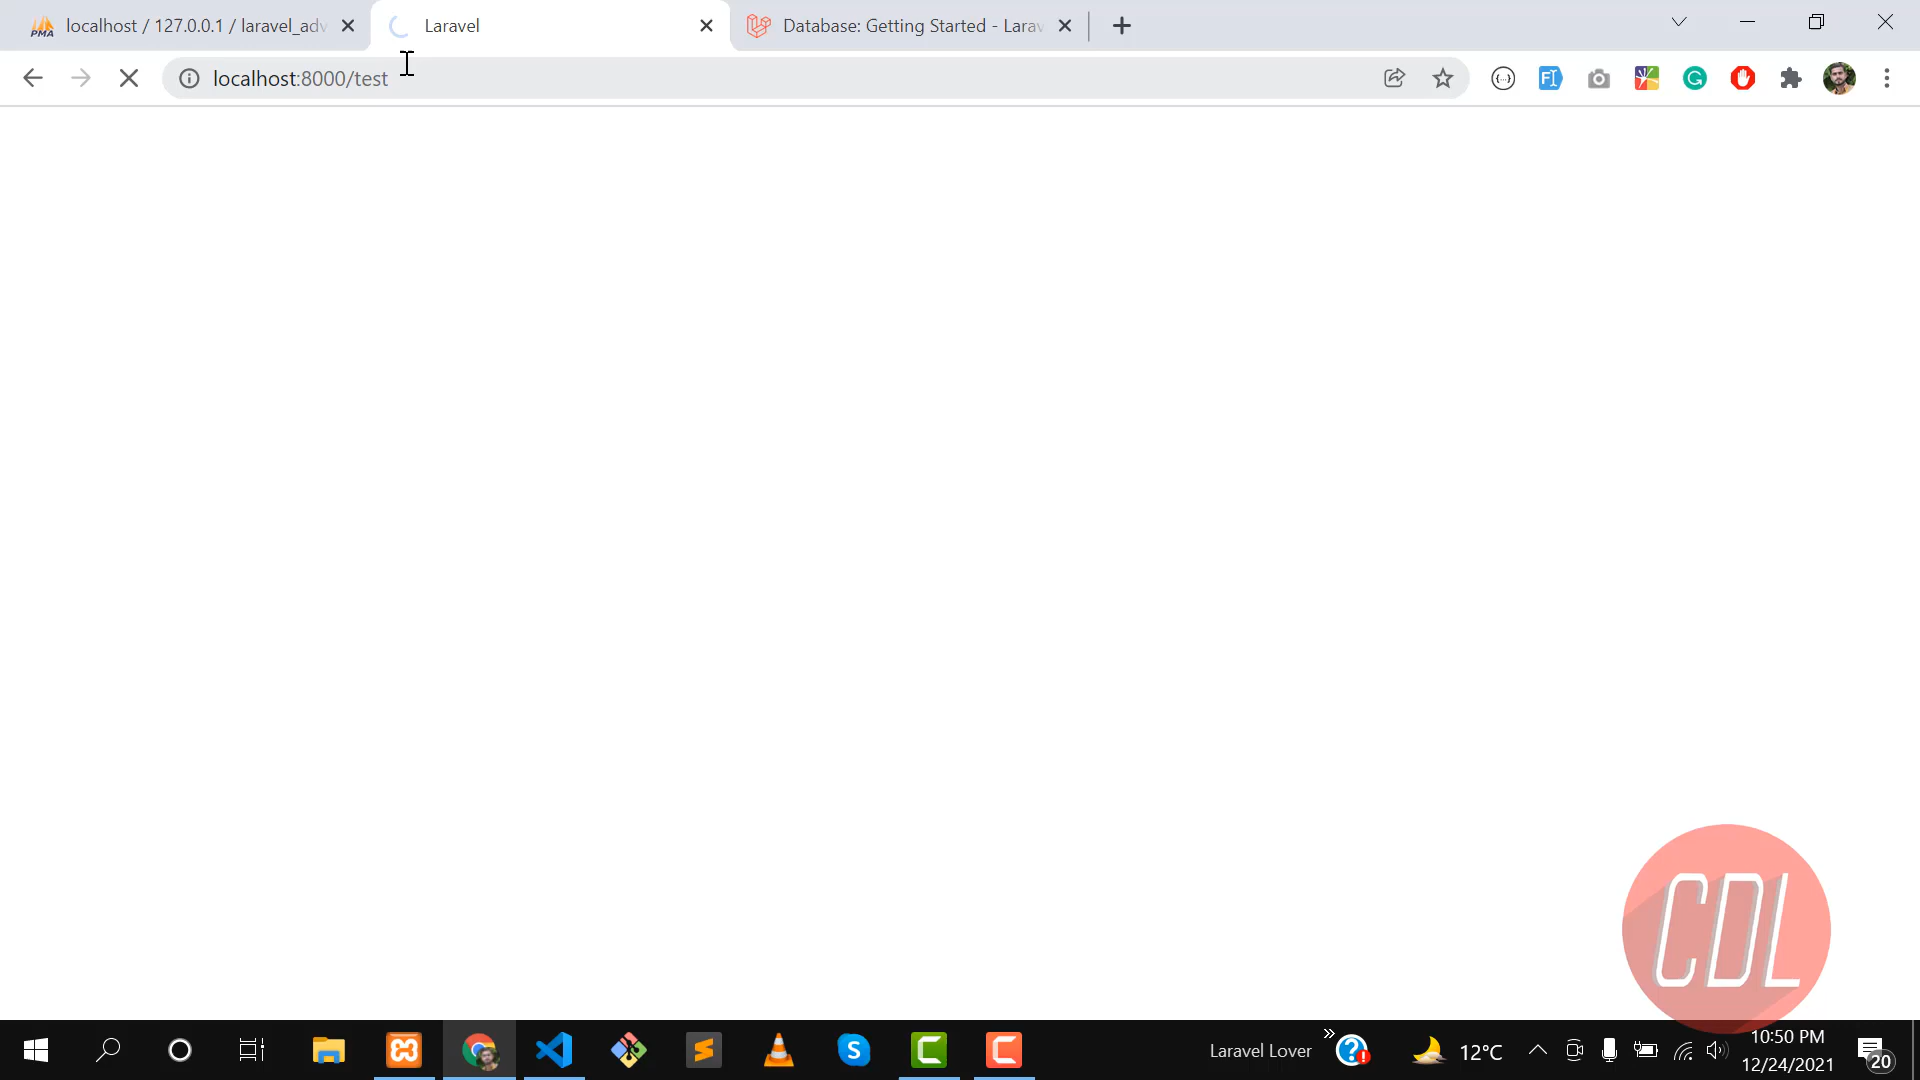 localhost / 127.0.0.1 / laravel_adv
Laravel
Database: Getting Started - Larav
localhost:8000/test
CDL
Laravel Lover
12°C
10:50 PM
12/24/2021
20